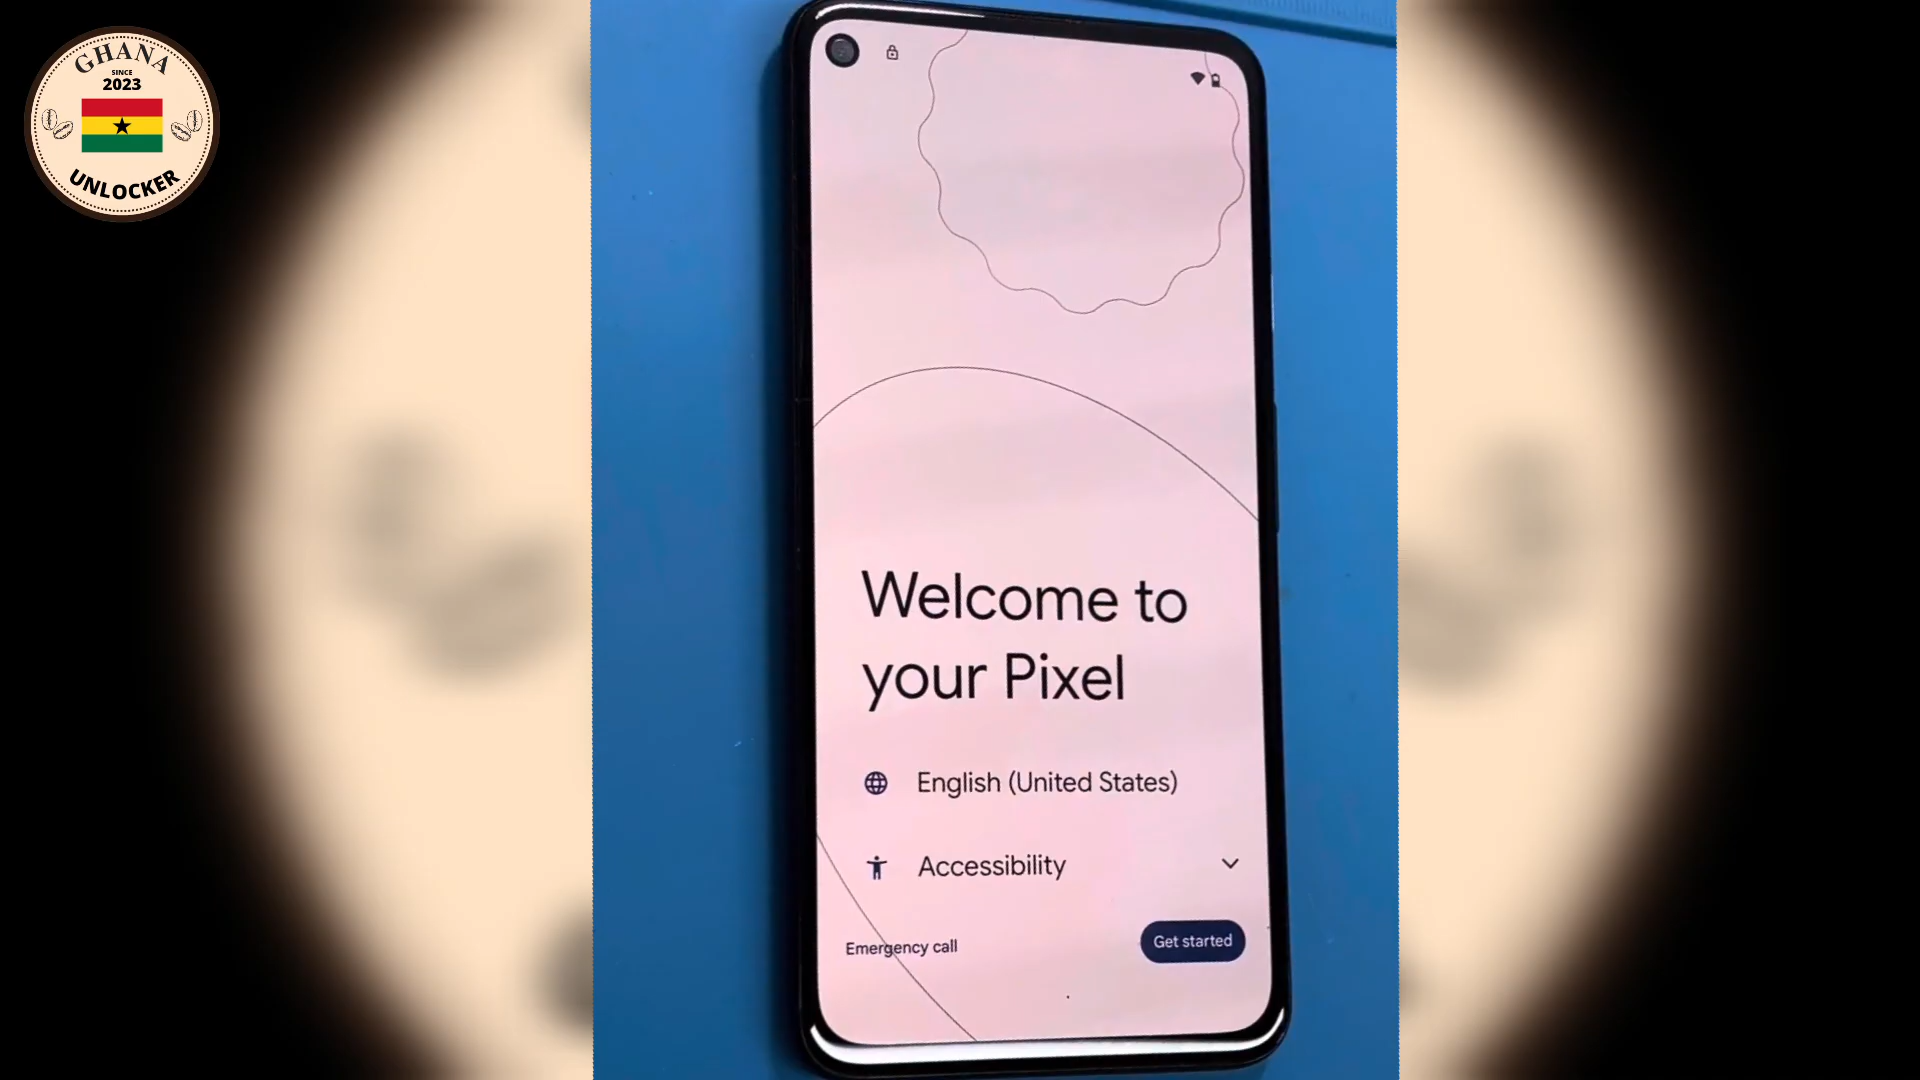 GHANA
SINCE
2023
UNLOCKER
Welcome to
your Pixel
English (United States)
Accessibility
Emergency call
Get started